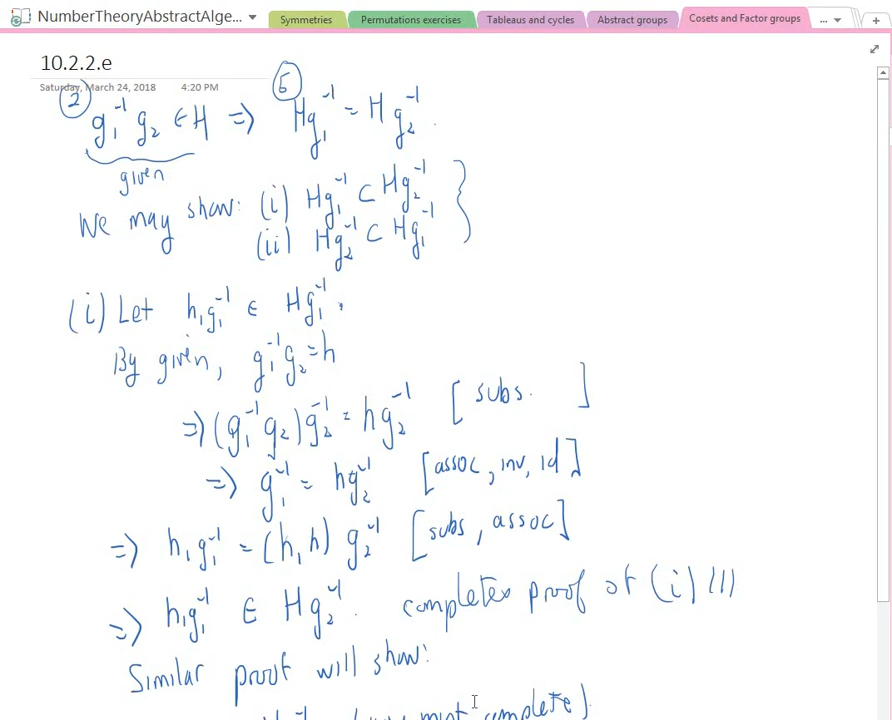 NumberTheoryAbstractAlge...
Symmetries
Permutations exercises
Tableaus and cycles
Abstract groups
Cosets and Factor groups
...
+
10.2.2.e
Saturday, March 24, 2018 4:20 PM
② g₁⁻¹ g₂ ∈ H ⇒ ⑤ Hg₁⁻¹ = Hg₂⁻¹.
given
We may show: (i) Hg₁⁻¹ ⊂ Hg₂⁻¹ }
(ii) Hg₂⁻¹ ⊂ Hg₁⁻¹
(i) Let h₁g₁⁻¹ ∈ Hg₁⁻¹.
By given, g₁⁻¹g₂ = h
⇒ (g₁⁻¹g₂)g₂⁻¹ = hg₂⁻¹ [subs. ]
⇒ g₁⁻¹ = hg₂⁻¹ [assoc, inv, id]
⇒ h₁g₁⁻¹ = (h₁h) g₂⁻¹ [subs, assoc]
⇒ h₁g₁⁻¹ ∈ Hg₂⁻¹. completes proof of (i) !!!
Similar proof will show:
complete).